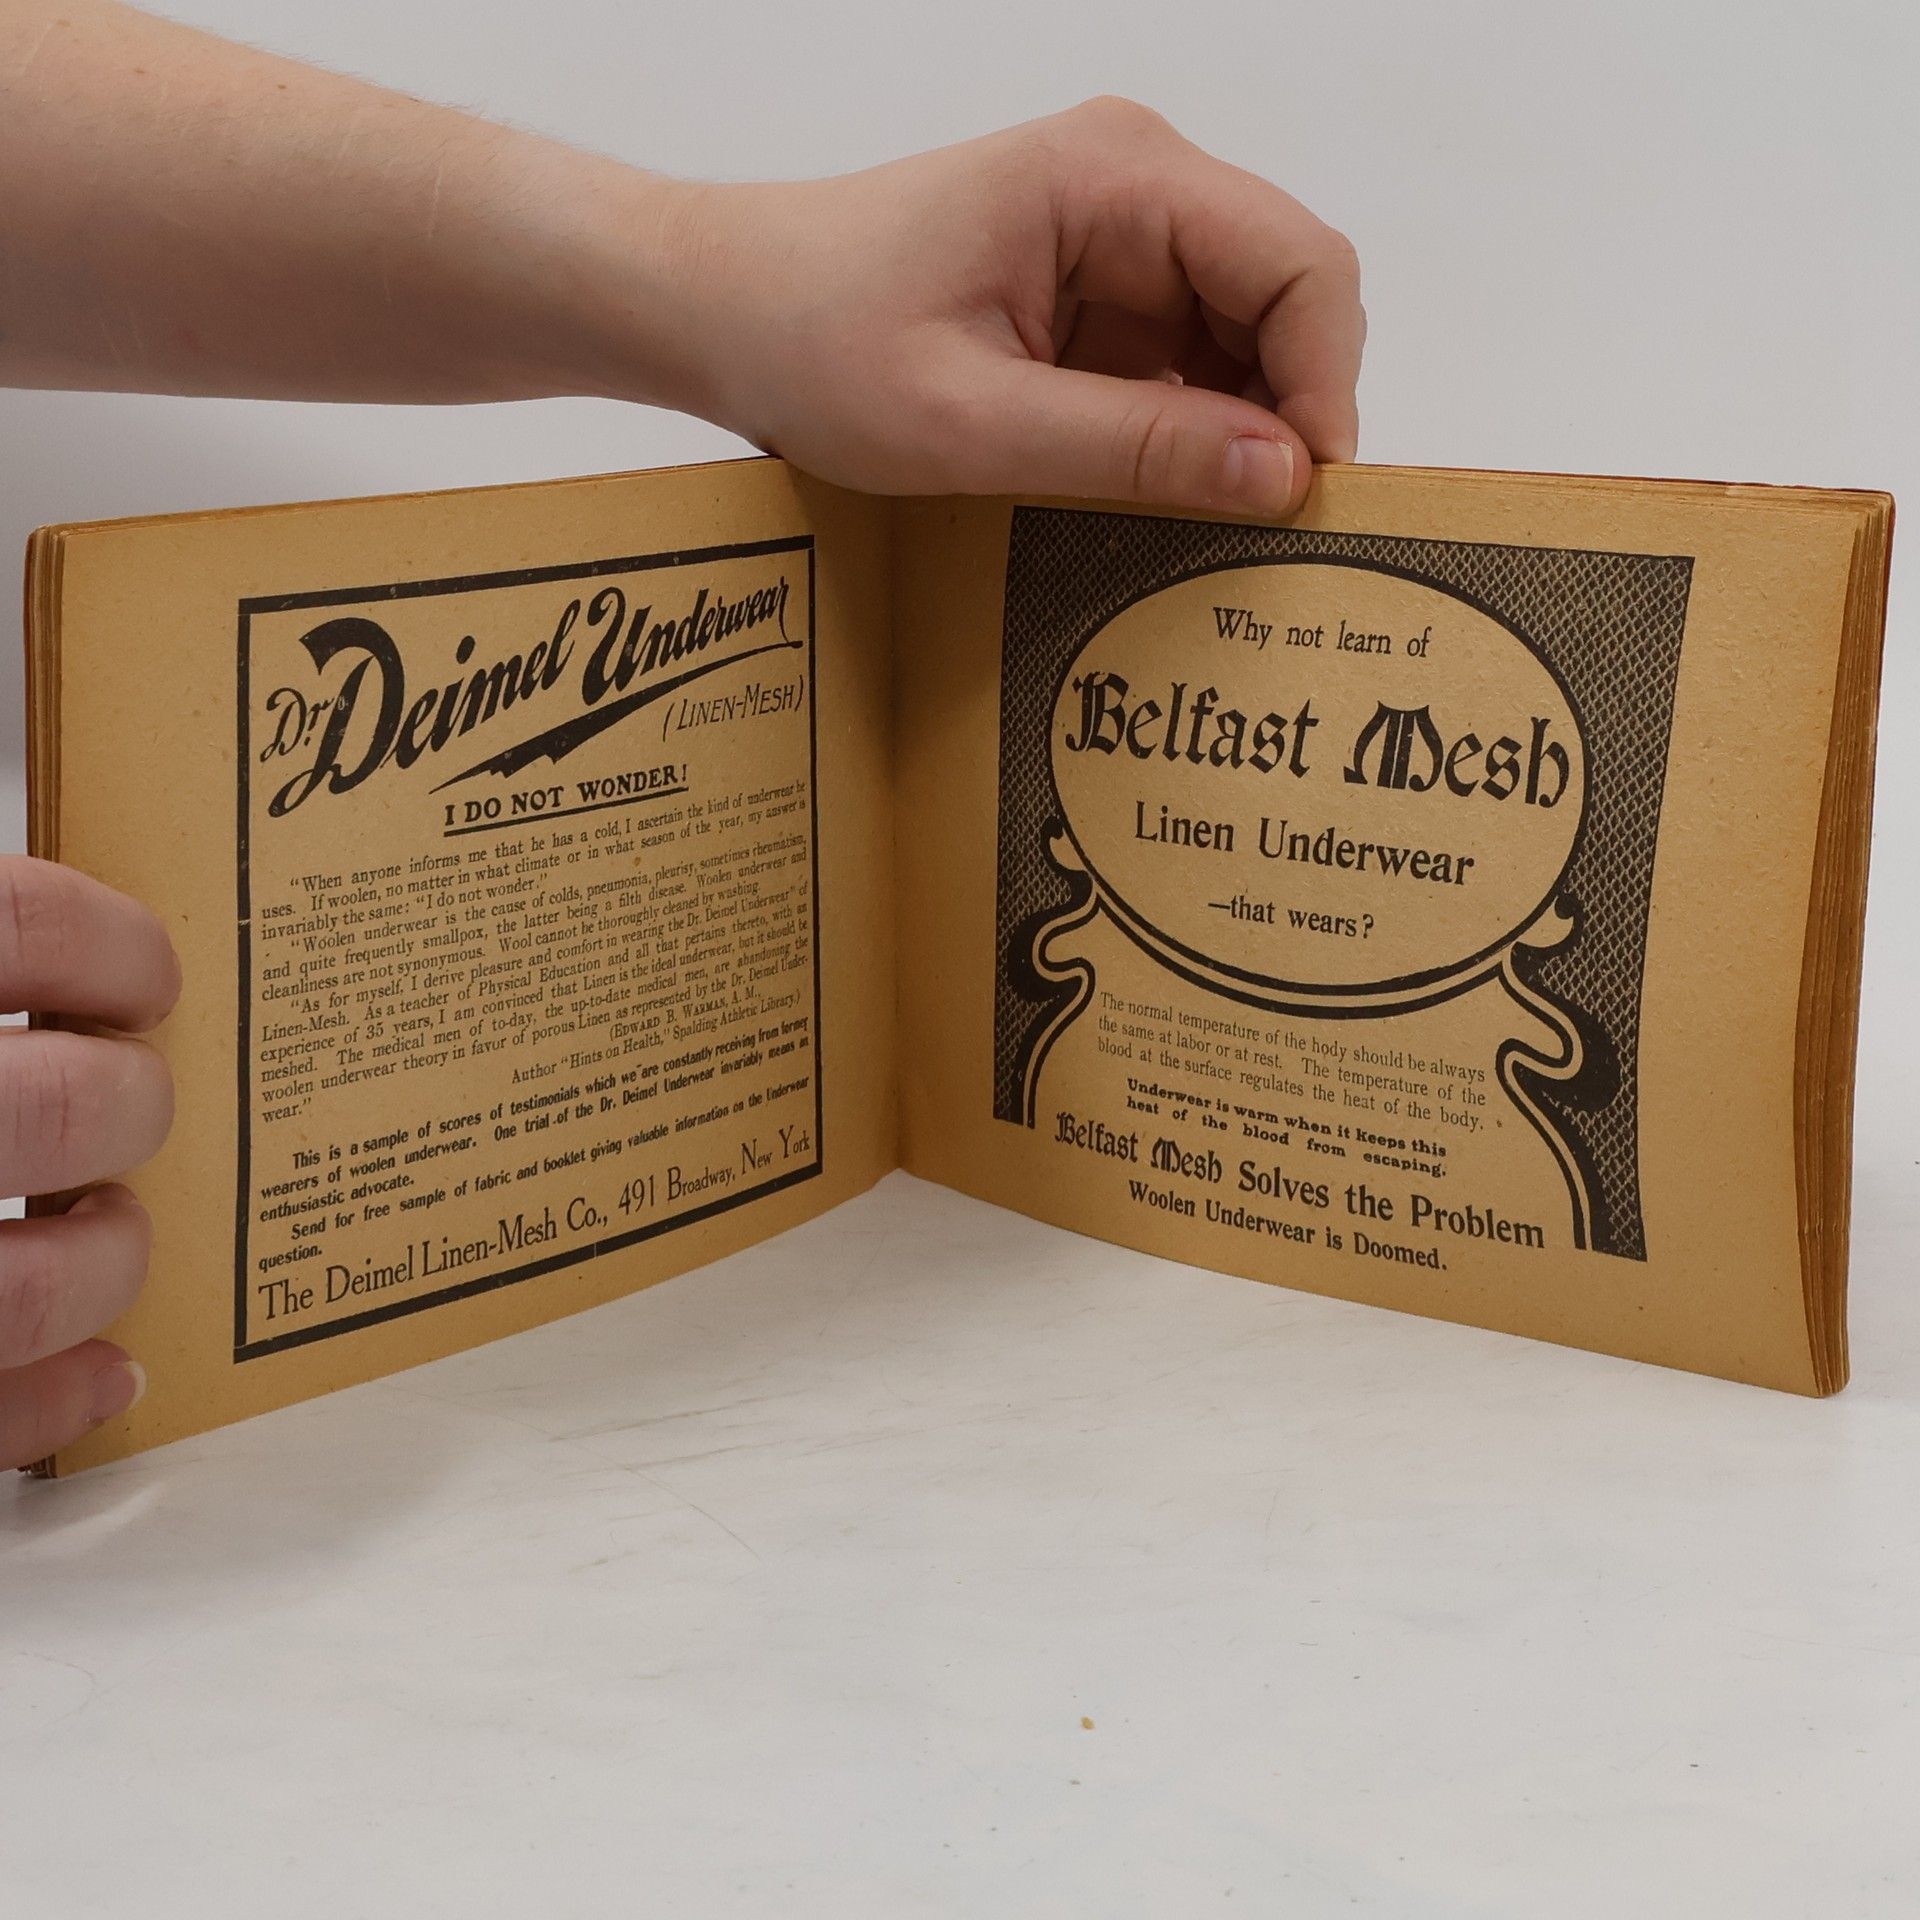 Dr. Deimel Underwear
(LINEN-MESH)
I DO NOT WONDER!
"When anyone informs me that he has a cold, I ascertain the kind of underwear he
uses. If woolen, no matter in what climate or in what season of the year, my answer is
invariably the same: "I do not wonder."
"Woolen underwear is the cause of colds, pneumonia, pleurisy, sometimes rheumatism,
and quite frequently smallpox, the latter being a filth disease. Woolen underwear and
cleanliness are not synonymous. Wool cannot be thoroughly cleaned by washing.
"As for myself, I derive pleasure and comfort in wearing the Dr. Deimel Underwear" of
Linen-Mesh. As a teacher of Physical Education and all that pertains thereto, with an
experience of 35 years, I am convinced that Linen is the ideal underwear, but it should be
meshed. The medical men of to-day, the up-to-date medical men, are abandoning the
woolen underwear theory in favor of porous Linen as represented by the Dr. Deimel Under-
wear."
(EDWARD B. WARMAN, A. M.,
Author "Hints on Health," Spalding Athletic Library.)
This is a sample of scores of testimonials which we are constantly receiving from former
wearers of woolen underwear. One trial of the Dr. Deimel Underwear invariably means an
enthusiastic advocate.
Send for free sample of fabric and booklet giving valuable information on the Underwear
question.
The Deimel Linen-Mesh Co., 491 Broadway, New York
Why not learn of
Belfast Mesh
Linen Underwear
—that wears?
The normal temperature of the body should be always
the same at labor or at rest. The temperature of the
blood at the surface regulates the heat of the body.
Underwear is warm when it keeps this
heat of the blood from escaping.
Belfast Mesh Solves the Problem
Woolen Underwear is Doomed.